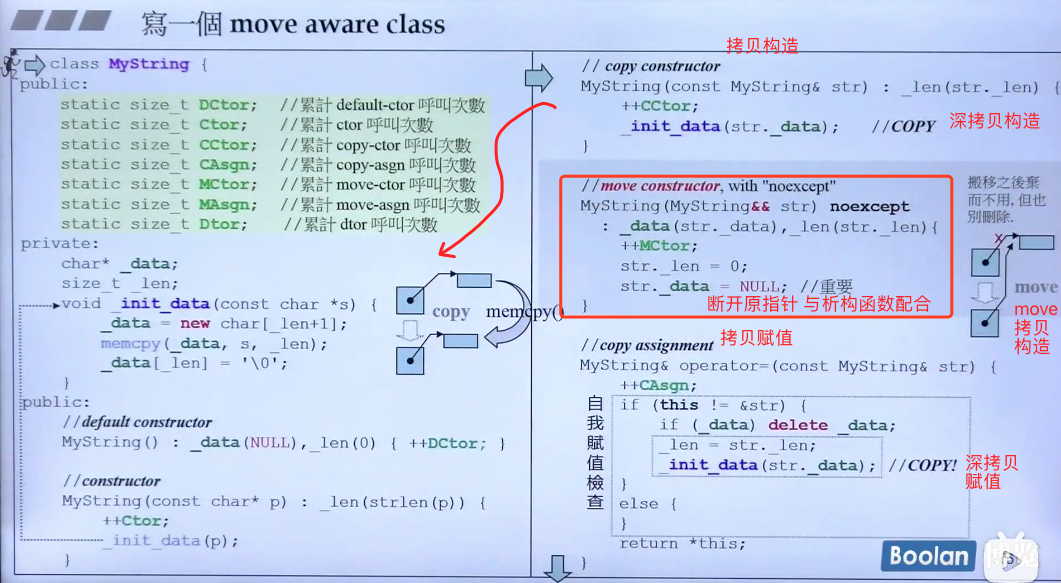 寫一個 move aware class
class MyString {
public:
static size_t DCtor; //累計 default-ctor 呼叫次數
static size_t Ctor; //累計 ctor 呼叫次數
static size_t CCtor; //累計 copy-ctor 呼叫次數
static size_t CAsgn; //累計 copy-asgn 呼叫次數
static size_t MCtor; //累計 move-ctor 呼叫次數
static size_t MAsgn; //累計 move-asgn 呼叫次數
static size_t Dtor; //累計 dtor 呼叫次數
private:
char* _data;
size_t _len;
void _init_data(const char *s) {
_data = new char[_len+1];
memcpy(_data, s, _len);
_data[_len] = '\0';
}
copy memcpy()
public:
//default constructor
MyString() : _data(NULL),_len(0) { ++DCtor; }
//constructor
MyString(const char* p) : _len(strlen(p)) {
++Ctor;
_init_data(p);
}
拷贝构造
// copy constructor
MyString(const MyString& str) : _len(str._len) {
++CCtor;
_init_data(str._data); //COPY 深拷贝构造
}
//move constructor, with "noexcept"
MyString(MyString&& str) noexcept
: _data(str._data),_len(str._len){
++MCtor;
str._len = 0;
str._data = NULL; //重要
} 断开原指针 与析构函数配合
搬移之後棄
而不用, 但也
別刪除.
x
move
move
拷贝
构造
//copy assignment 拷贝赋值
MyString& operator=(const MyString& str) {
++CAsgn;
自我賦值檢查
if (this != &str) {
if (_data) delete _data;
_len = str._len;
_init_data(str._data); //COPY! 深拷贝
赋值
}
else {
}
return *this;
}
Boolan